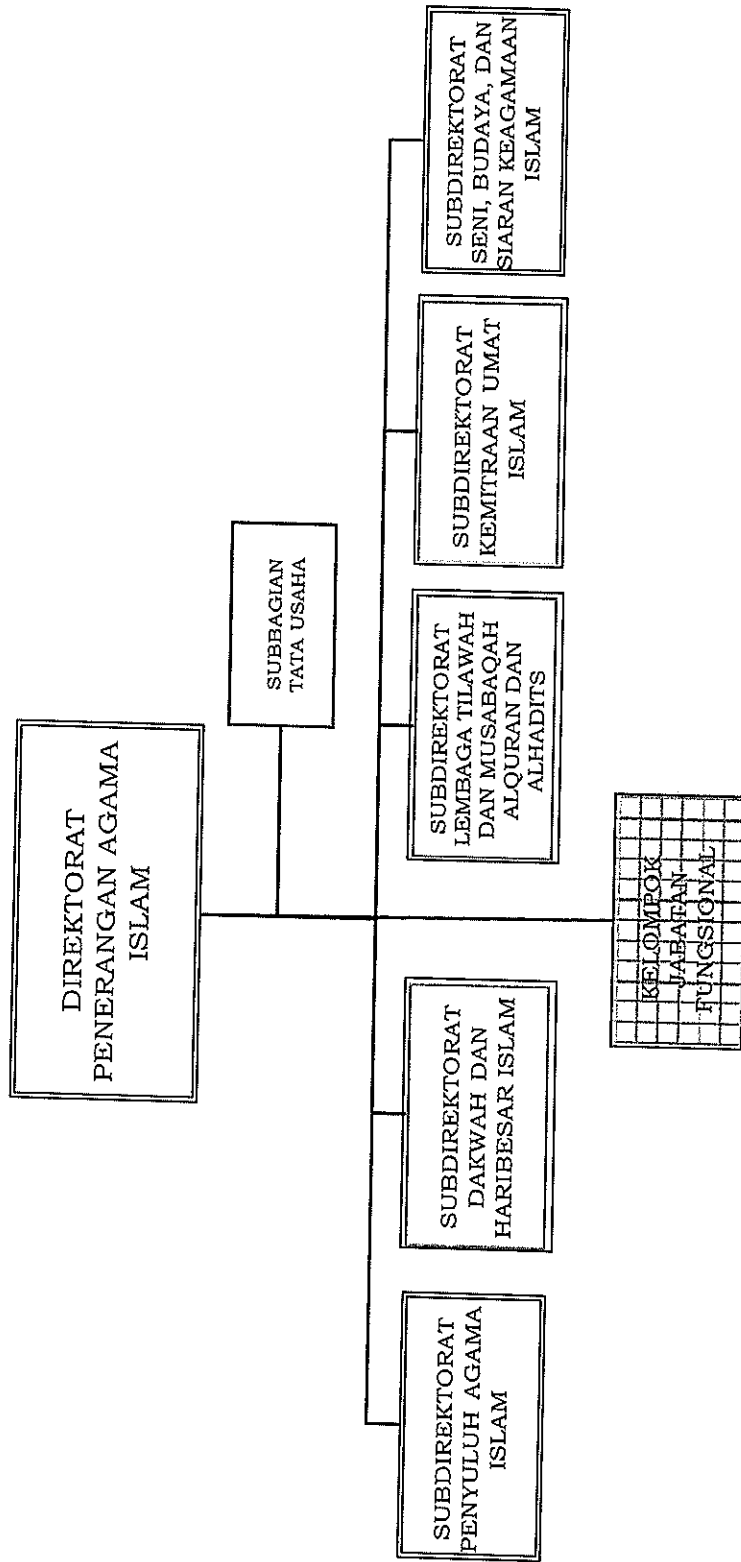 DIREKTORAT
PENERANGAN AGAMA
ISLAM
SUBBAGIAN
TATA USAHA
SUBDIREKTORAT
PENYULUH AGAMA
ISLAM
SUBDIREKTORAT
DAKWAH DAN
HARIBESAR ISLAM
SUBDIREKTORAT
LEMBAGA TILAWAH
DAN MUSABAQAH
ALQURAN DAN
ALHADITS
SUBDIREKTORAT
KEMITRAAN UMAT
ISLAM
SUBDIREKTORAT
SENI, BUDAYA, DAN
SIARAN KEAGAMAAN
ISLAM
KELOMPOK
JABATAN
FUNGSIONAL